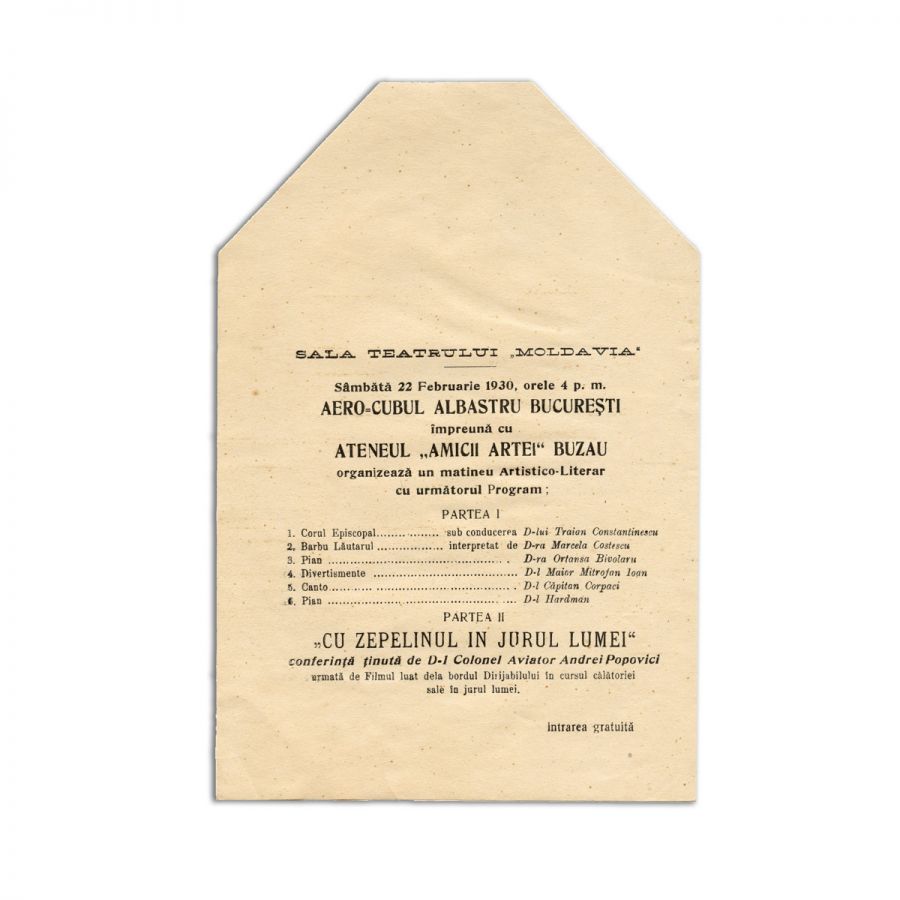 SALA TEATRULUI „MOLDAVIA“
Sâmbătă 22 Februarie 1930, orele 4 p. m.
AERO=CUBUL ALBASTRU BUCUREȘTI
împreună cu
ATENEUL „AMICII ARTEI“ BUZAU
organizează un matineu Artistico-Literar
cu următorul Program ;
PARTEA I
1. Corul Episcopal................ sub conducerea D-lui Traian Constantinescu
2. Barbu Lăutarul ................ interpretat de D-ra Marcela Costescu
3. Pian ........................................ D-ra Ortansa Bivolaru
4. Divertismente .................................... D-l Maior Mitrofan Ioan
5. Canto........................................ D-l Căpitan Corpaci
6. Pian ........................................ D-l Hardman
PARTEA II
„CU ZEPELINUL IN JURUL LUMEI“
conferință ținută de D-l Colonel Aviator Andrei Popovici
urmată de Filmul luat dela bordul Dirijabilului în cursul călătoriei
sale în jurul lumei.
intrarea gratuită